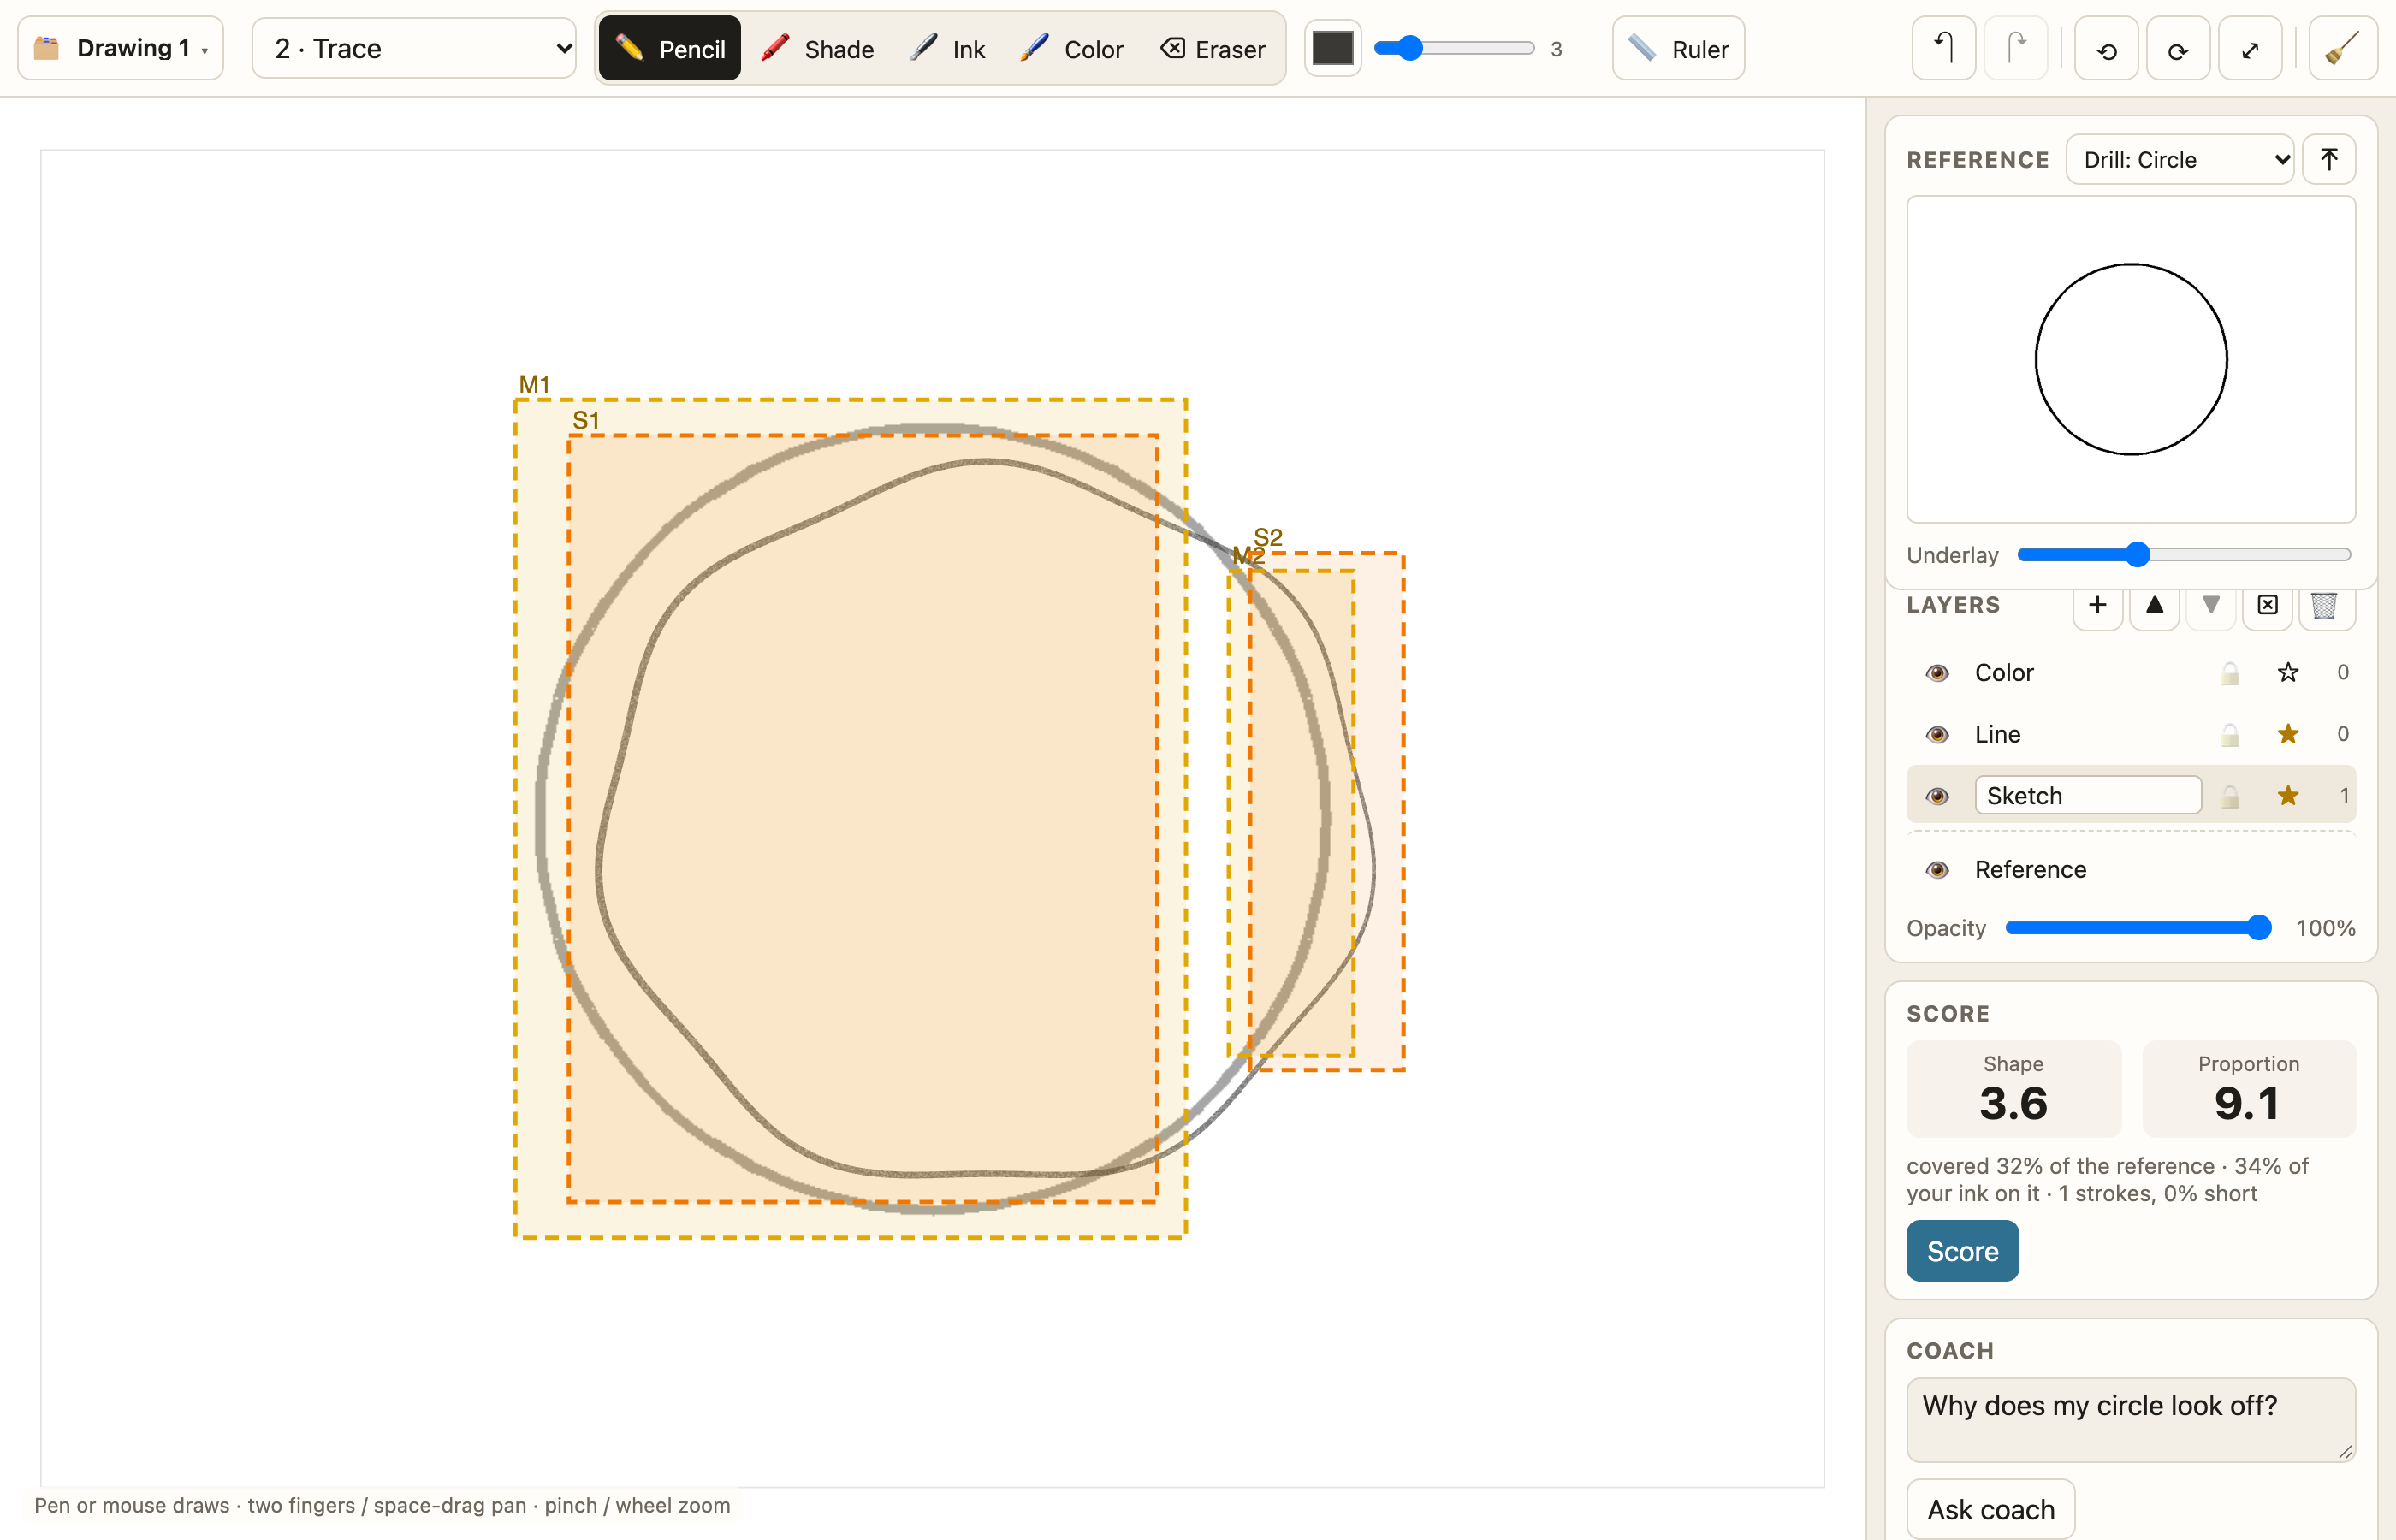 Drawing 1
2 · Trace
Pencil
Shade
Ink
Color
Eraser
3
Ruler
M1
S1
S2
M2
Pen or mouse draws · two fingers / space-drag pan · pinch / wheel zoom
REFERENCE
Drill: Circle
Underlay
LAYERS
Color
0
Line
0
Sketch
1
Reference
Opacity
100%
SCORE
Shape
3.6
Proportion
9.1
covered 32% of the reference · 34% of
your ink on it · 1 strokes, 0% short
Score
COACH
Why does my circle look off?
Ask coach